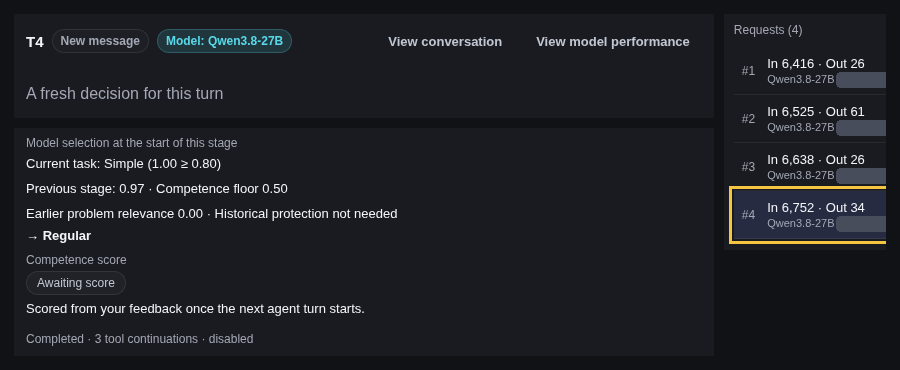 T4 New message Model: Qwen3.8-27B View conversation View model performance
A fresh decision for this turn
Model selection at the start of this stage
Current task: Simple (1.00 ≥ 0.80)
Previous stage: 0.97 · Competence floor 0.50
Earlier problem relevance 0.00 · Historical protection not needed
→ Regular
Competence score
Awaiting score
Scored from your feedback once the next agent turn starts.
Completed · 3 tool continuations · disabled
Requests (4)
#1 In 6,416 · Out 26
Qwen3.8-27B
#2 In 6,525 · Out 61
Qwen3.8-27B
#3 In 6,638 · Out 26
Qwen3.8-27B
#4 In 6,752 · Out 34
Qwen3.8-27B